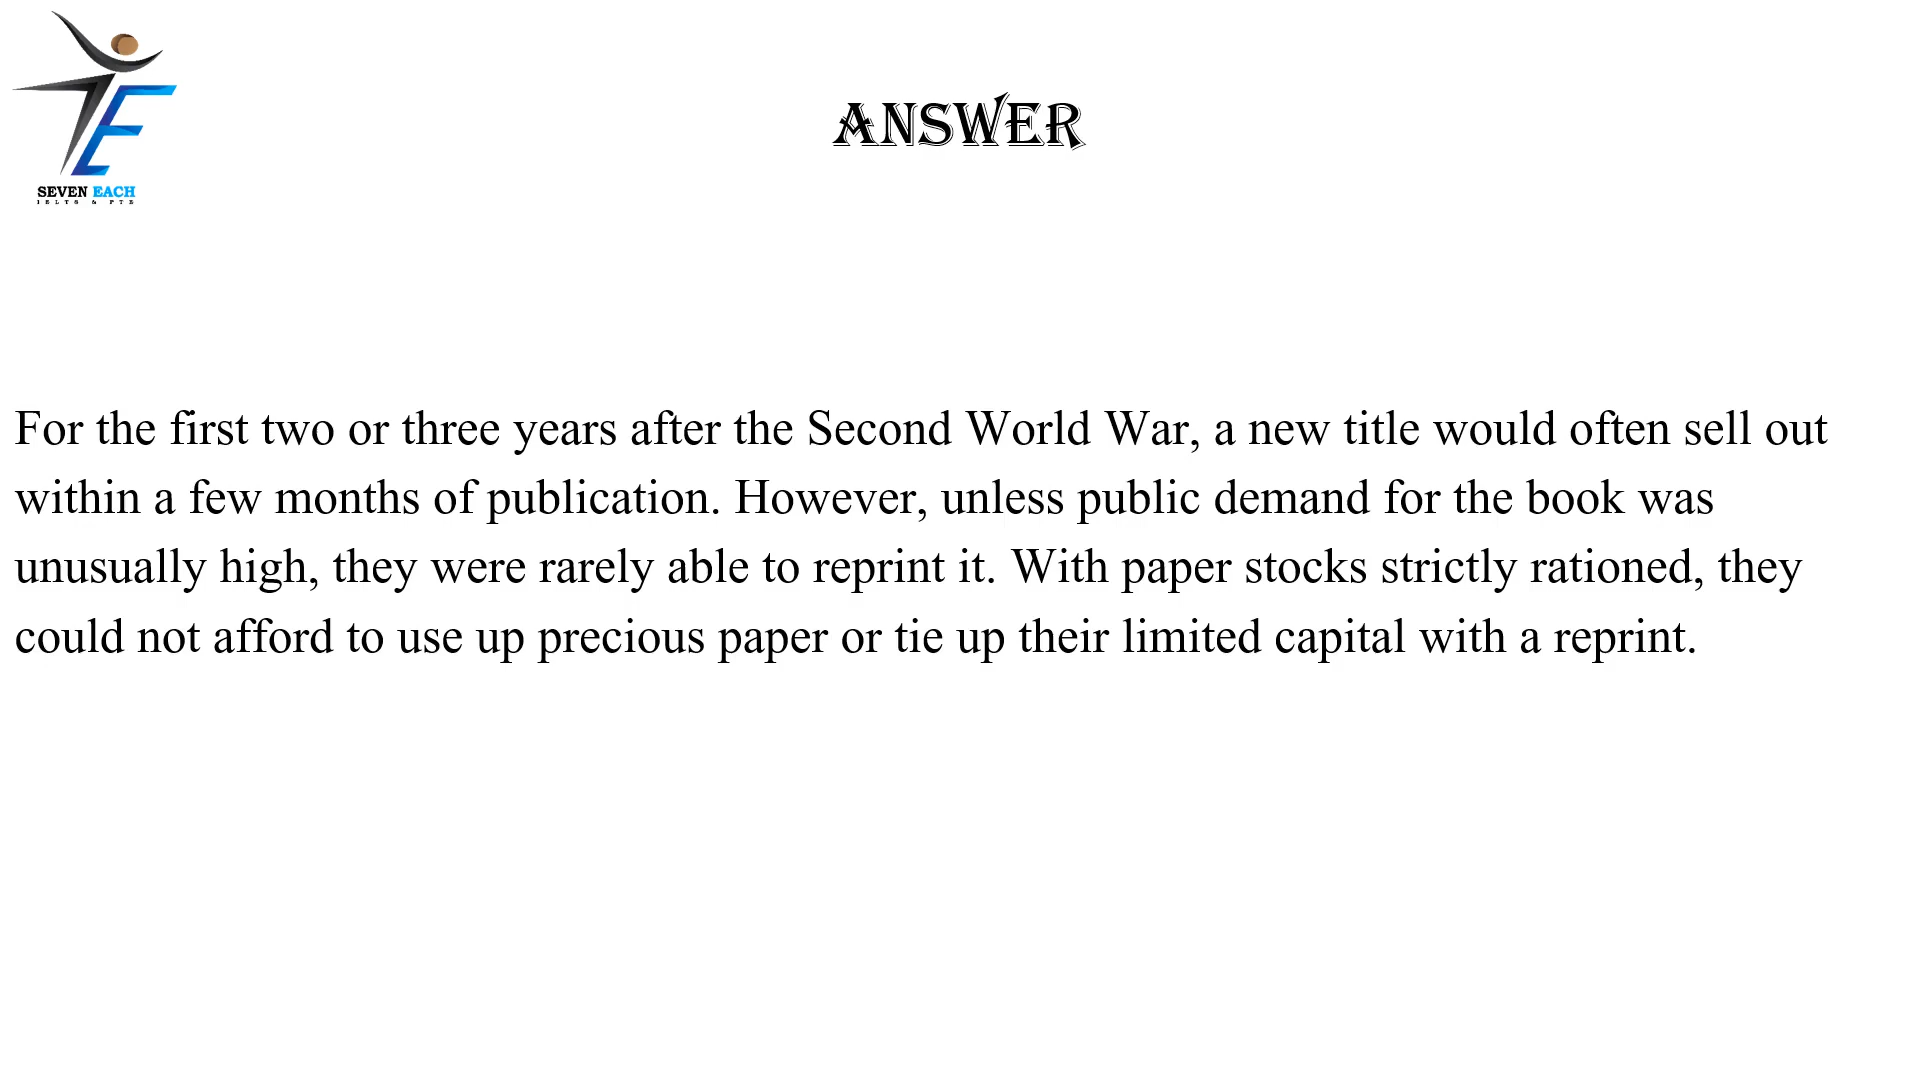 ANSWER
SEVEN EACH
IELTS & PTE
For the first two or three years after the Second World War, a new title would often sell out
within a few months of publication. However, unless public demand for the book was
unusually high, they were rarely able to reprint it. With paper stocks strictly rationed, they
could not afford to use up precious paper or tie up their limited capital with a reprint.